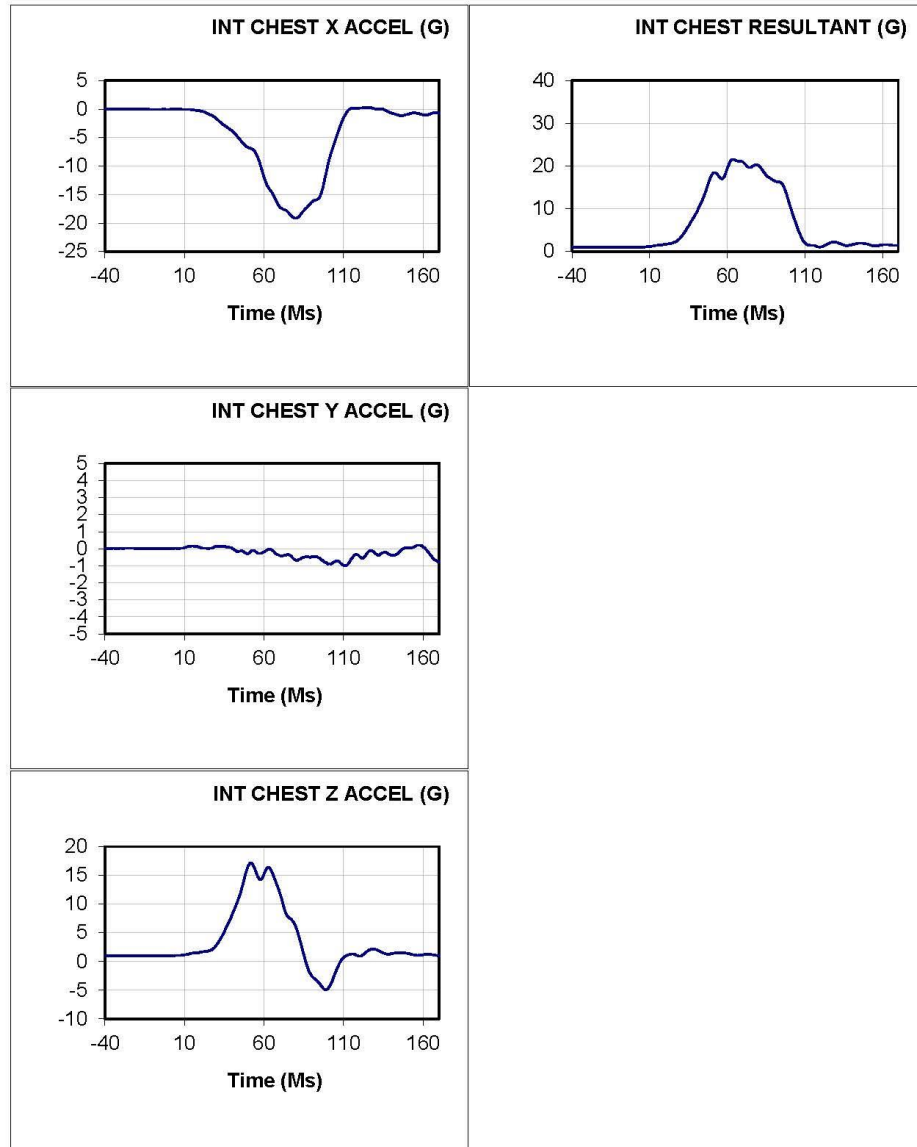 INT CHEST X ACCEL (G)
5
0
-5
-10
-15
-20
-25
-40 10 60 110 160
Time (Ms)
INT CHEST RESULTANT (G)
40
30
20
10
0
-40 10 60 110 160
Time (Ms)
INT CHEST Y ACCEL (G)
5
4
3
2
1
0
-1
-2
-3
-4
-5
-40 10 60 110 160
Time (Ms)
INT CHEST Z ACCEL (G)
20
15
10
5
0
-5
-10
-40 10 60 110 160
Time (Ms)